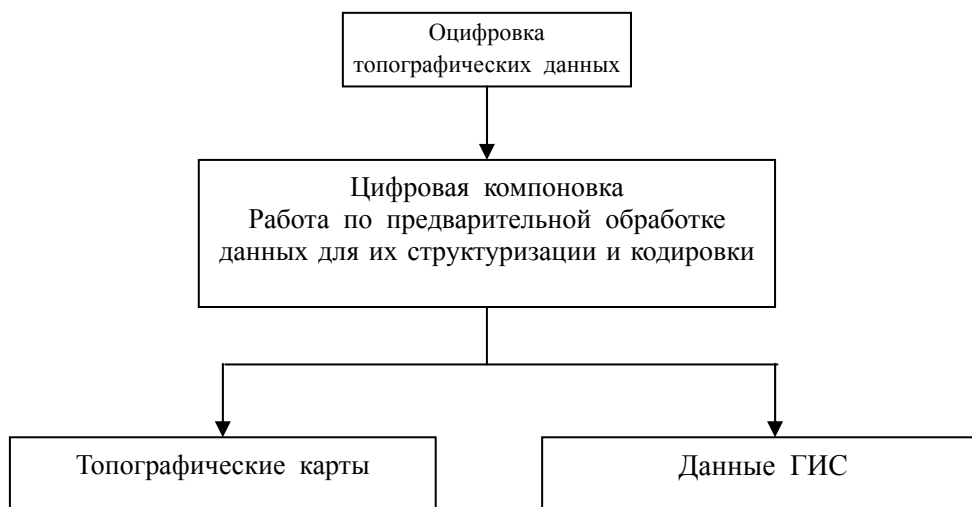 Оцифровка
топографических данных
Цифровая компоновка
Работа по предварительной обработке
данных для их структуризации и кодировки
Топографические карты
Данные ГИС